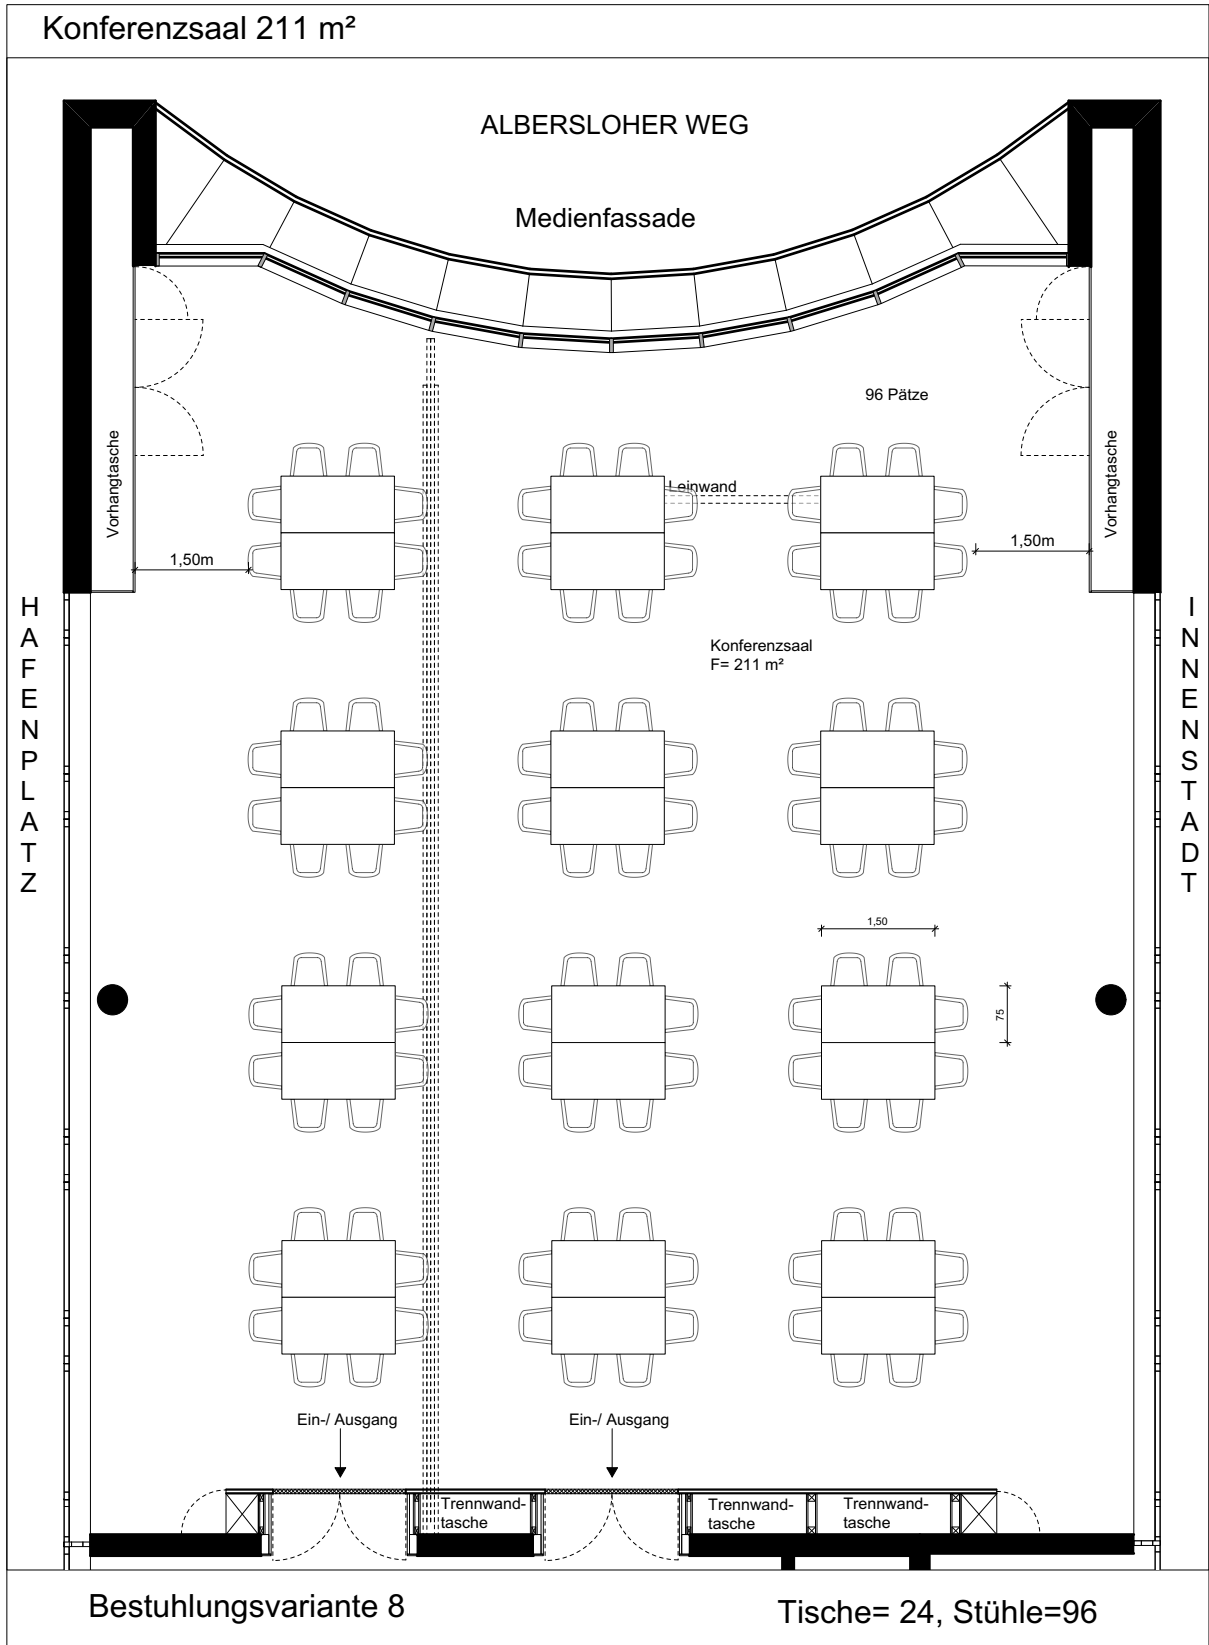 Konferenzsaal 211 m²
ALBERSLOHER WEG
Medienfassade
96 Pätze
Vorhangtasche
Leinwand
Vorhangtasche
1,50m
1,50m
HAFENPLATZ
INNENSTADT
Konferenzsaal
F= 211 m²
1,50
75
Ein-/ Ausgang
Ein-/ Ausgang
Trennwand-
tasche
Trennwand-
tasche
Trennwand-
tasche
Bestuhlungsvariante 8
Tische= 24, Stühle=96